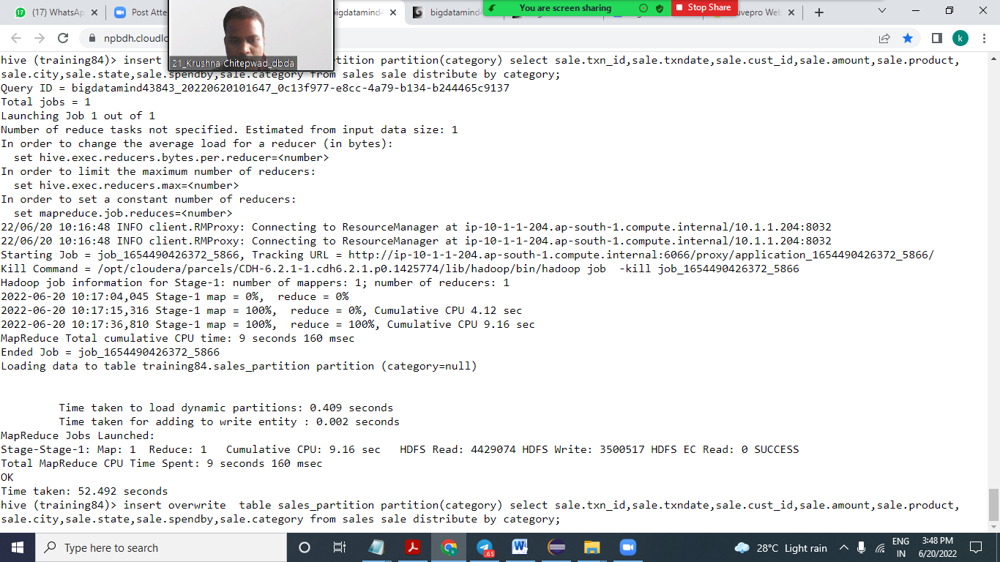 (17) WhatsAp
Post Atte
bigdatamind4
bigdatamind4
You are screen sharing
Stop Share
uvepro Web
npbdh.cloudlo
21_Krushna Chitepwad_dbda
hive (training84)> insert tition partition(category) select sale.txn_id,sale.txndate,sale.cust_id,sale.amount,sale.product,
sale.city,sale.state,sale.spendby,sale.category from sales sale distribute by category;
Query ID = bigdatamind43843_20220620101647_0c13f977-e8cc-4a79-b134-b244465c9137
Total jobs = 1
Launching Job 1 out of 1
Number of reduce tasks not specified. Estimated from input data size: 1
In order to change the average load for a reducer (in bytes):
  set hive.exec.reducers.bytes.per.reducer=<number>
In order to limit the maximum number of reducers:
  set hive.exec.reducers.max=<number>
In order to set a constant number of reducers:
  set mapreduce.job.reduces=<number>
22/06/20 10:16:48 INFO client.RMProxy: Connecting to ResourceManager at ip-10-1-1-204.ap-south-1.compute.internal/10.1.1.204:8032
22/06/20 10:16:48 INFO client.RMProxy: Connecting to ResourceManager at ip-10-1-1-204.ap-south-1.compute.internal/10.1.1.204:8032
Starting Job = job_1654490426372_5866, Tracking URL = http://ip-10-1-1-204.ap-south-1.compute.internal:6066/proxy/application_1654490426372_5866/
Kill Command = /opt/cloudera/parcels/CDH-6.2.1-1.cdh6.2.1.p0.1425774/lib/hadoop/bin/hadoop job  -kill job_1654490426372_5866
Hadoop job information for Stage-1: number of mappers: 1; number of reducers: 1
2022-06-20 10:17:04,045 Stage-1 map = 0%,  reduce = 0%
2022-06-20 10:17:15,316 Stage-1 map = 100%,  reduce = 0%, Cumulative CPU 4.12 sec
2022-06-20 10:17:36,810 Stage-1 map = 100%,  reduce = 100%, Cumulative CPU 9.16 sec
MapReduce Total cumulative CPU time: 9 seconds 160 msec
Ended Job = job_1654490426372_5866
Loading data to table training84.sales_partition partition (category=null)
Time taken to load dynamic partitions: 0.409 seconds
Time taken for adding to write entity : 0.002 seconds
MapReduce Jobs Launched:
Stage-Stage-1: Map: 1  Reduce: 1   Cumulative CPU: 9.16 sec   HDFS Read: 4429074 HDFS Write: 3500517 HDFS EC Read: 0 SUCCESS
Total MapReduce CPU Time Spent: 9 seconds 160 msec
OK
Time taken: 52.492 seconds
hive (training84)> insert overwrite  table sales_partition partition(category) select sale.txn_id,sale.txndate,sale.cust_id,sale.amount,sale.product,
sale.city,sale.state,sale.spendby,sale.category from sales sale distribute by category;
Type here to search
28°C Light rain
ENG
IN
3:48 PM
6/20/2022